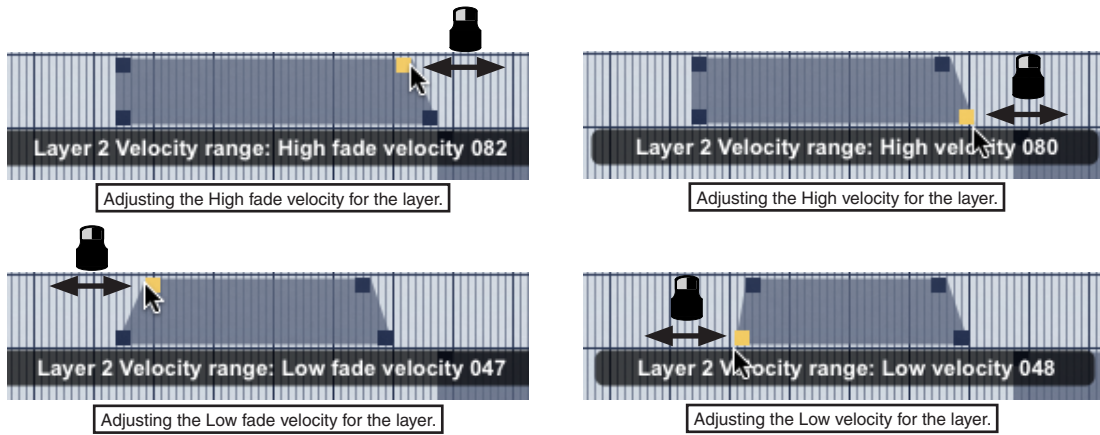 Layer 2 Velocity range: High fade velocity 082
Adjusting the High fade velocity for the layer.
Layer 2 Velocity range: High velocity 080
Adjusting the High velocity for the layer.
Layer 2 Velocity range: Low fade velocity 047
Adjusting the Low fade velocity for the layer.
Layer 2 Velocity range: Low velocity 048
Adjusting the Low velocity for the layer.